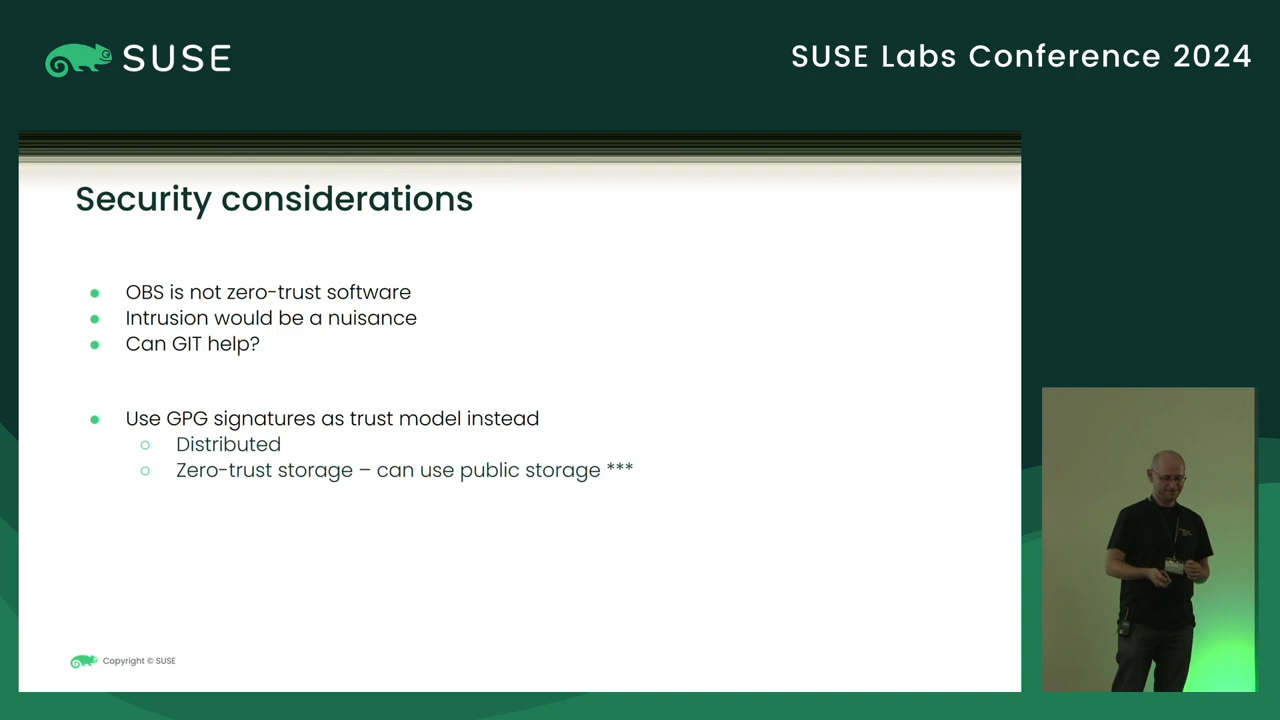 SUSE
SUSE Labs Conference 2024
Security considerations
OBS is not zero-trust software
Intrusion would be a nuisance
Can GIT help?
Use GPG signatures as trust model instead
Distributed
Zero-trust storage – can use public storage ***
Copyright © SUSE